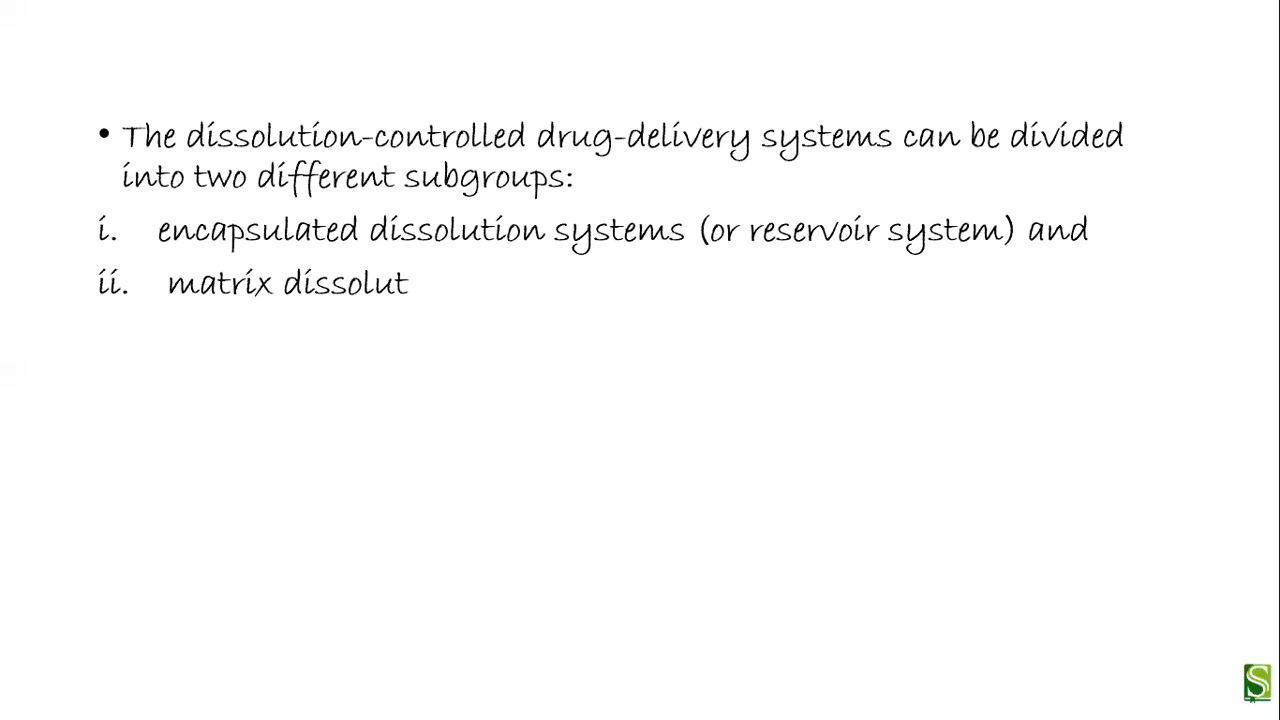 • The dissolution-controlled drug-delivery systems can be divided
into two different subgroups:
i. encapsulated dissolution systems (or reservoir system) and
ii. matrix dissolut
S